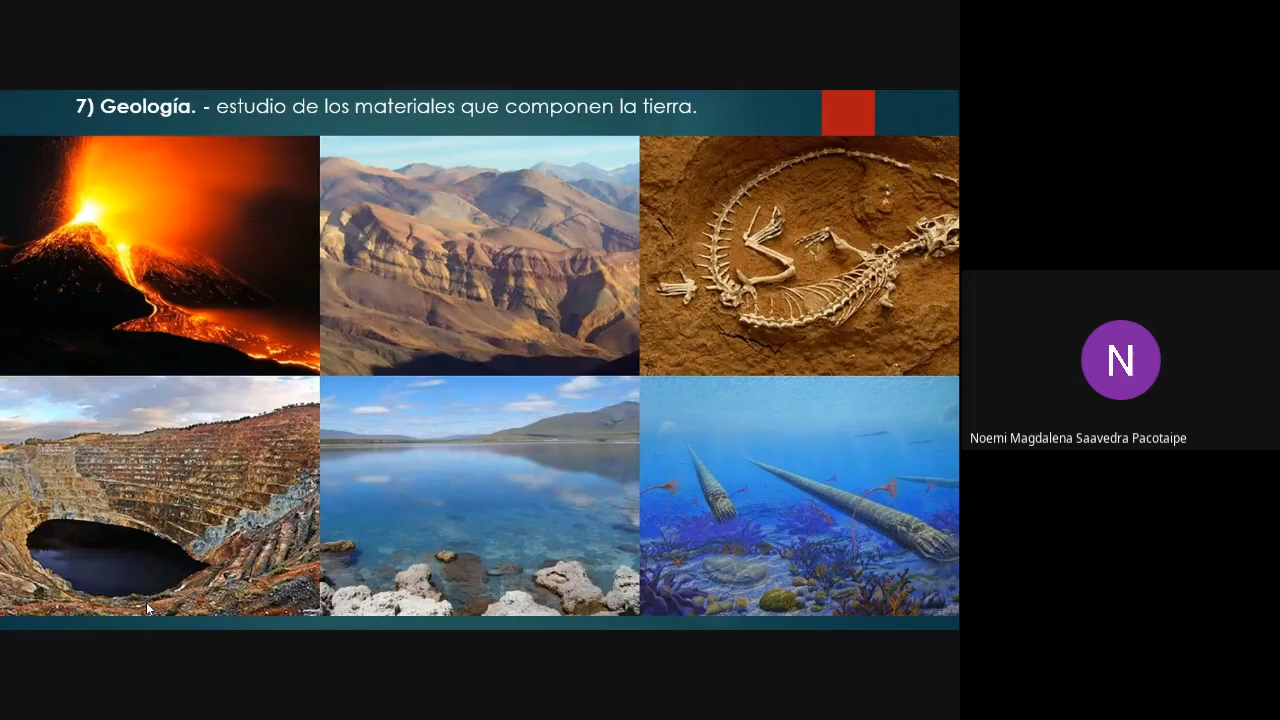 7) Geología. - estudio de los materiales que componen la tierra.
N
Noemi Magdalena Saavedra Pacotaipe